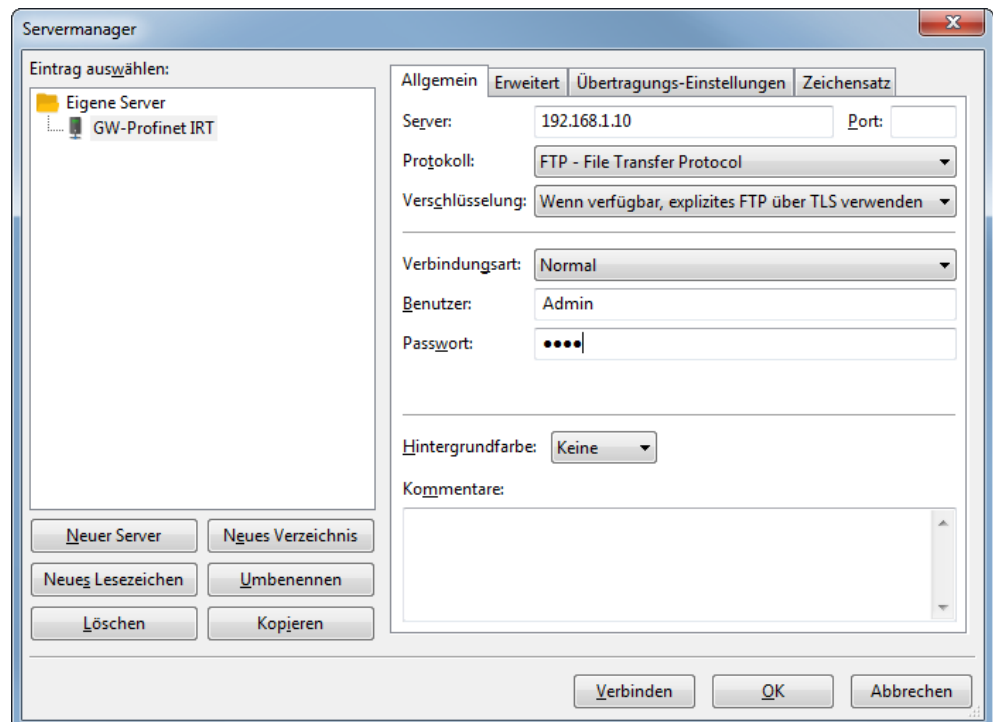 Servermanager
Eintrag auswählen:
Eigene Server
GW-Profinet IRT
Neuer Server Neues Verzeichnis
Neues Lesezeichen Umbenennen
Löschen Kopieren
Allgemein Erweitert Übertragungs-Einstellungen Zeichensatz
Server: 192.168.1.10 Port:
Protokoll: FTP - File Transfer Protocol
Verschlüsselung: Wenn verfügbar, explizites FTP über TLS verwenden
Verbindungsart: Normal
Benutzer: Admin
Passwort: ●●●●
Hintergrundfarbe: Keine
Kommentare:
Verbinden OK Abbrechen